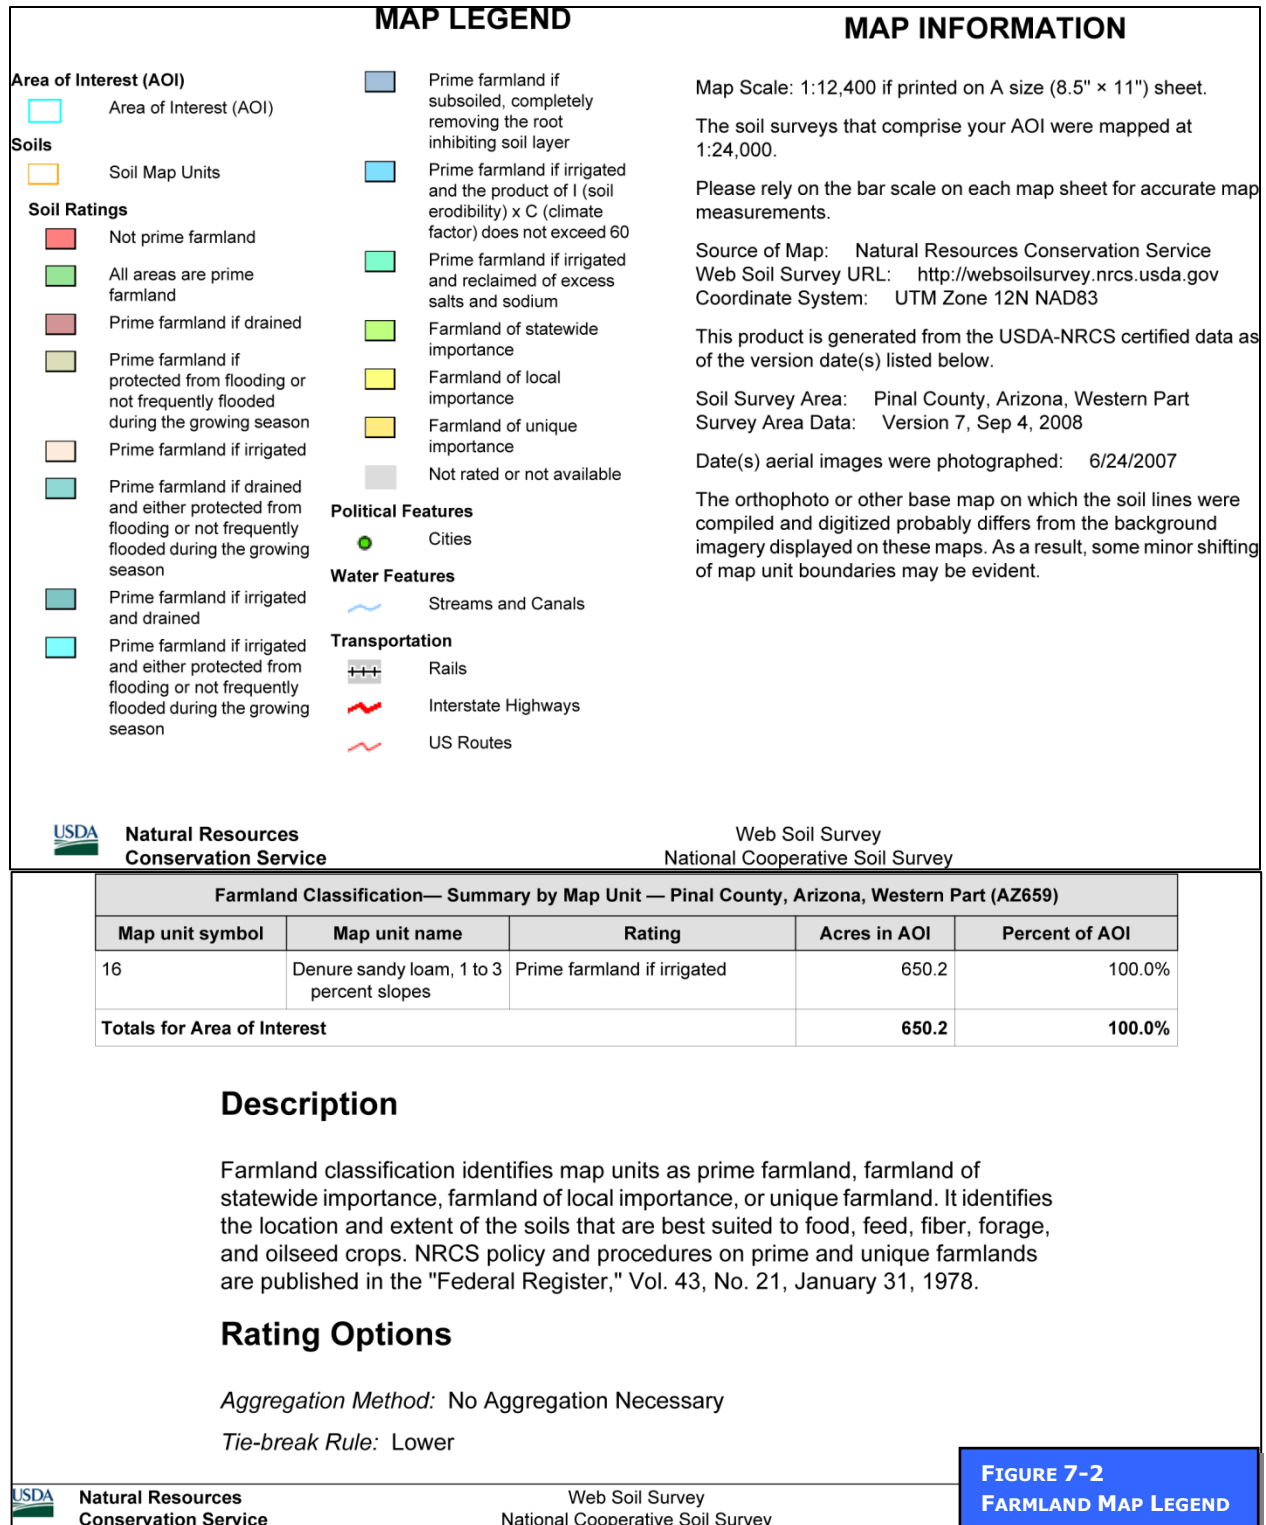 MAP LEGEND
Area of Interest (AOI)
Area of Interest (AOI)
Soils
Soil Map Units
Soil Ratings
Not prime farmland
All areas are prime
farmland
Prime farmland if drained
Prime farmland if
protected from flooding or
not frequently flooded
during the growing season
Prime farmland if irrigated
Prime farmland if drained
and either protected from
flooding or not frequently
flooded during the growing
season
Prime farmland if irrigated
and drained
Prime farmland if irrigated
and either protected from
flooding or not frequently
flooded during the growing
season
Prime farmland if
subsoiled, completely
removing the root
inhibiting soil layer
Prime farmland if irrigated
and the product of I (soil
erodibility) x C (climate
factor) does not exceed 60
Prime farmland if irrigated
and reclaimed of excess
salts and sodium
Farmland of statewide
importance
Farmland of local
importance
Farmland of unique
importance
Not rated or not available
Political Features
Cities
Water Features
Streams and Canals
Transportation
Rails
Interstate Highways
US Routes
MAP INFORMATION
Map Scale: 1:12,400 if printed on A size (8.5" × 11") sheet.
The soil surveys that comprise your AOI were mapped at
1:24,000.
Please rely on the bar scale on each map sheet for accurate map
measurements.
Source of Map: Natural Resources Conservation Service
Web Soil Survey URL: http://websoilsurvey.nrcs.usda.gov
Coordinate System: UTM Zone 12N NAD83
This product is generated from the USDA-NRCS certified data as
of the version date(s) listed below.
Soil Survey Area: Pinal County, Arizona, Western Part
Survey Area Data: Version 7, Sep 4, 2008
Date(s) aerial images were photographed: 6/24/2007
The orthophoto or other base map on which the soil lines were
compiled and digitized probably differs from the background
imagery displayed on these maps. As a result, some minor shifting
of map unit boundaries may be evident.
USDA Natural Resources Web Soil Survey
Conservation Service National Cooperative Soil Survey
Farmland Classification— Summary by Map Unit — Pinal County, Arizona, Western Part (AZ659)
Map unit symbol Map unit name Rating Acres in AOI Percent of AOI
16 Denure sandy loam, 1 to 3 Prime farmland if irrigated 650.2 100.0%
percent slopes
Totals for Area of Interest 650.2 100.0%
Description
Farmland classification identifies map units as prime farmland, farmland of
statewide importance, farmland of local importance, or unique farmland. It identifies
the location and extent of the soils that are best suited to food, feed, fiber, forage,
and oilseed crops. NRCS policy and procedures on prime and unique farmlands
are published in the "Federal Register," Vol. 43, No. 21, January 31, 1978.
Rating Options
Aggregation Method: No Aggregation Necessary
Tie-break Rule: Lower
USDA Natural Resources Web Soil Survey
Conservation Service National Cooperative Soil Survey
FIGURE 7-2
FARMLAND MAP LEGEND